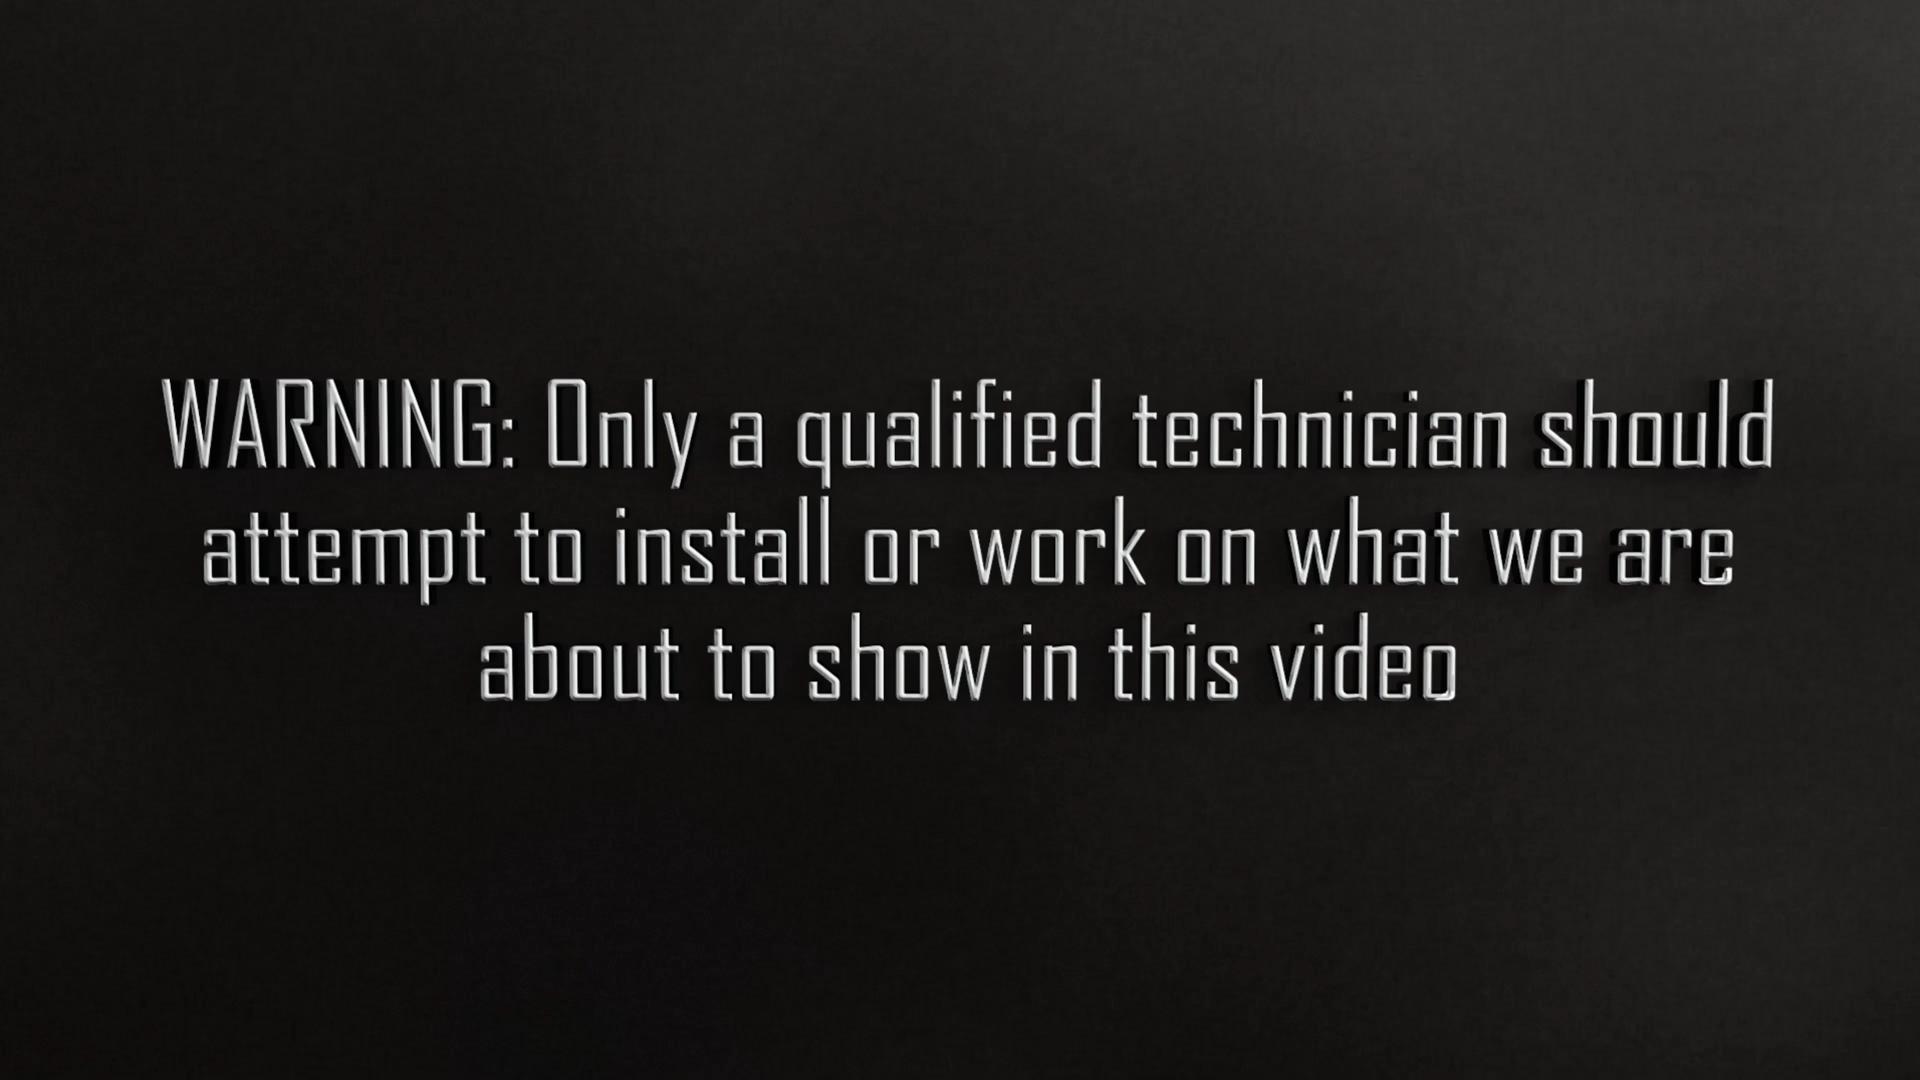 WARNING: Only a qualified technician should
attempt to install or work on what we are
about to show in this video